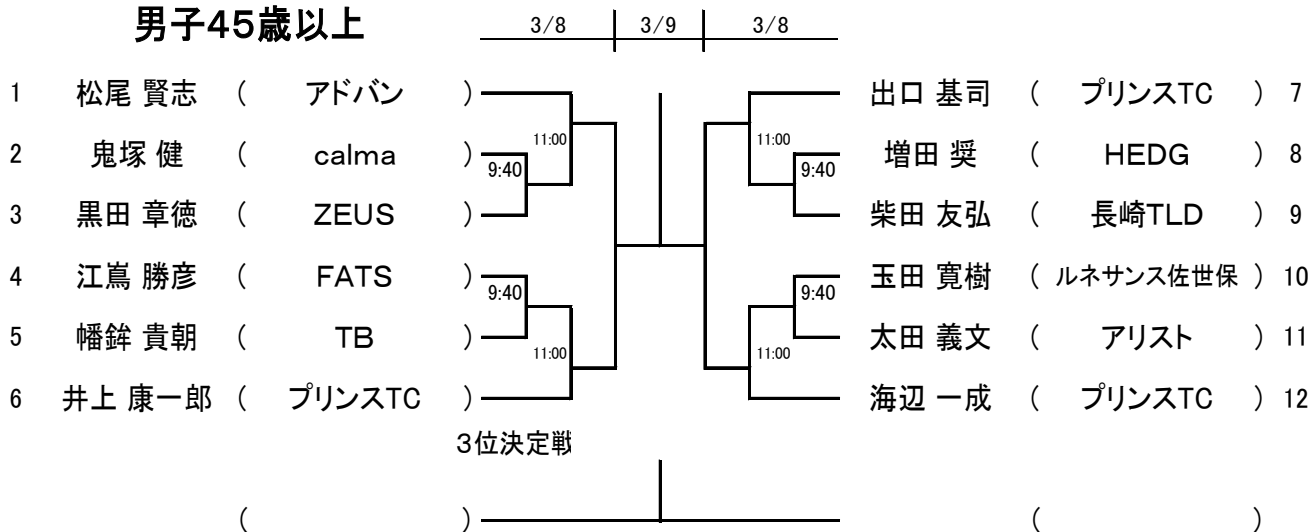 男子45歳以上
3/8 3/9 3/8
1 松尾 賢志 ( アドバン ) 出口 基司 ( プリンスTC ) 7
11:00 11:00
2 鬼塚 健 ( calma ) 増田 奨 ( HEDG ) 8
9:40 9:40
3 黒田 章徳 ( ZEUS ) 柴田 友弘 ( 長崎TLD ) 9
4 江嶌 勝彦 ( FATS ) 玉田 寛樹 ( ルネサンス佐世保 ) 10
9:40 9:40
5 幡鉾 貴朝 ( TB ) 太田 義文 ( アリスト ) 11
11:00 11:00
6 井上 康一郎 ( プリンスTC ) 海辺 一成 ( プリンスTC ) 12
3位決定戦
( ) ( )